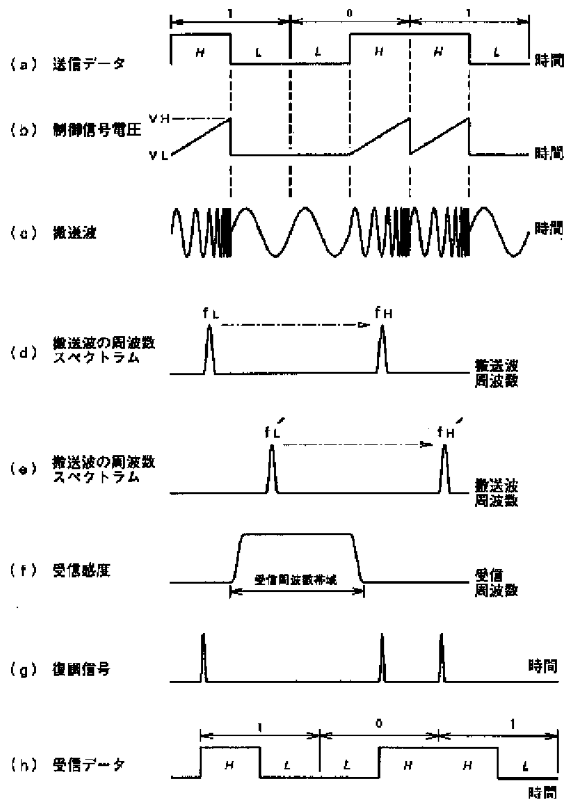 1 0 1
H L L H H L
(a) 送信データ 時間
VH
(b) 制御信号電圧
VL 時間
(c) 搬送波 時間
fL fH
(d) 搬送波の周波数
スペクトラム
搬送波
周波数
fL' fH'
(e) 搬送波の周波数
スペクトラム
搬送波
周波数
(f) 受信感度 受信周波数帯域
受信
周波数
(g) 復調信号 時間
1 0 1
(h) 受信データ H L L H H L
時間